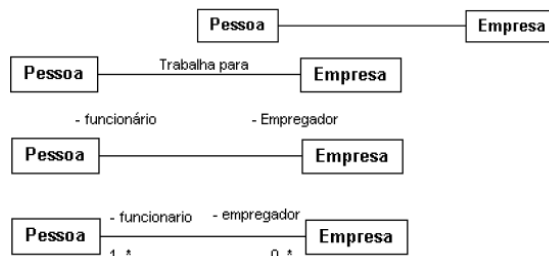 Pessoa Empresa
Pessoa Trabalha para Empresa
- funcionário - Empregador
Pessoa Empresa
- funcionario - empregador
Pessoa Empresa
1..* 0..*